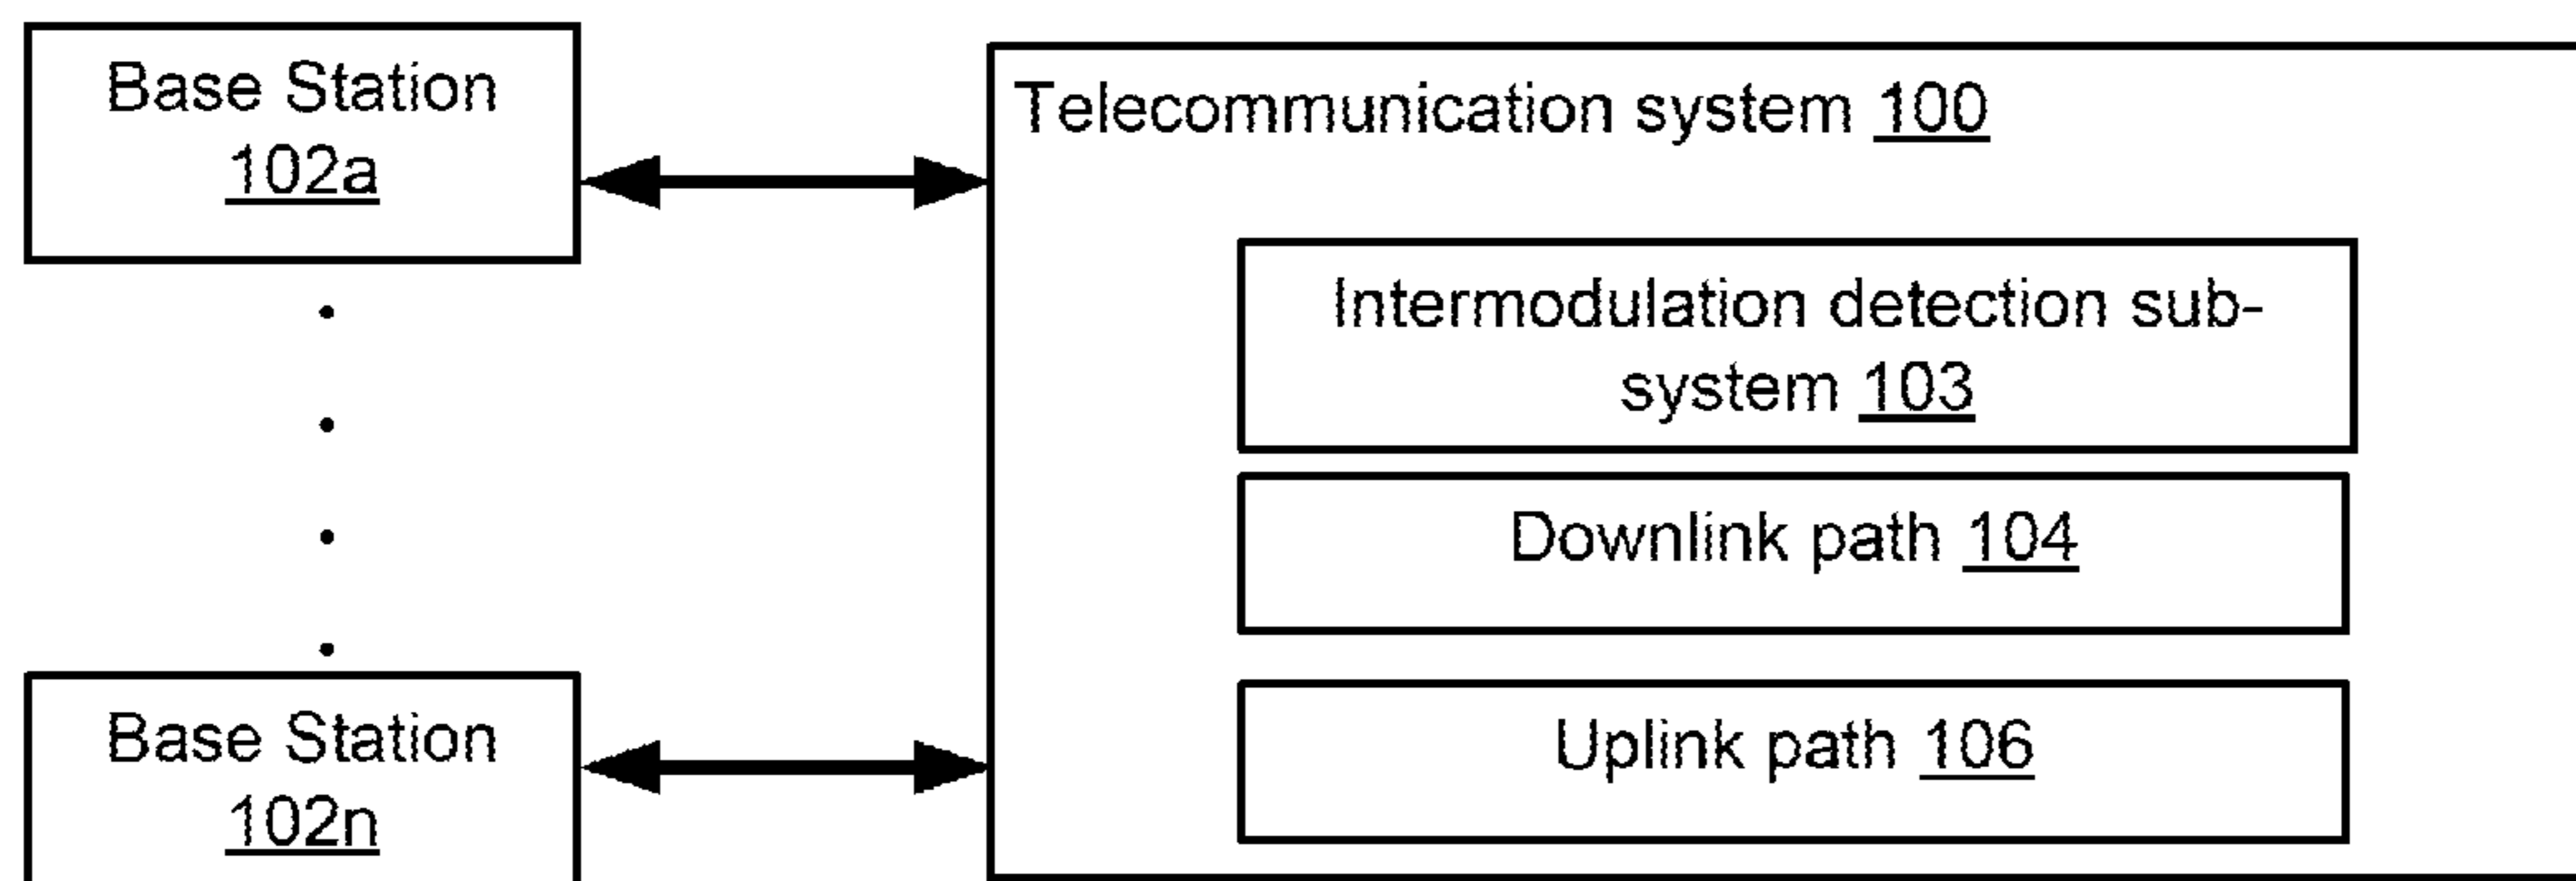 Base Station
102a
Telecommunication system 100
Intermodulation detection sub-
system 103
Downlink path 104
Uplink path 106
Base Station
102n